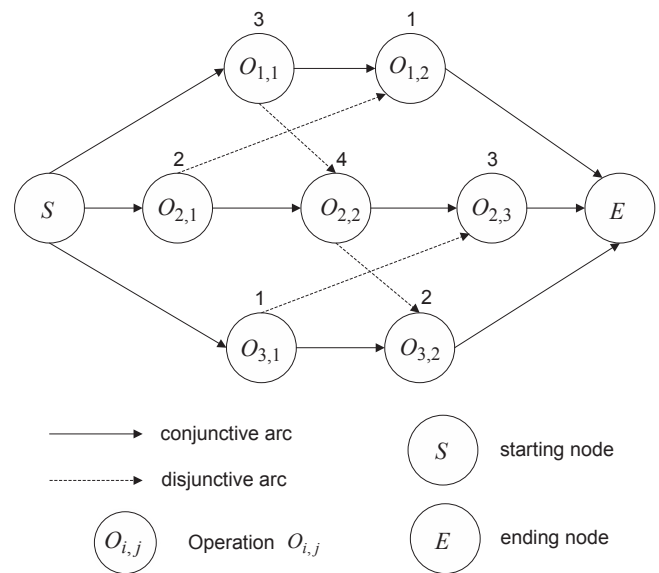 3 1
O1,1 O1,2
2 4 3
S O2,1 O2,2 O2,3 E
1 2
O3,1 O3,2
conjunctive arc
S starting node
disjunctive arc
Oi,j Operation Oi,j
E ending node